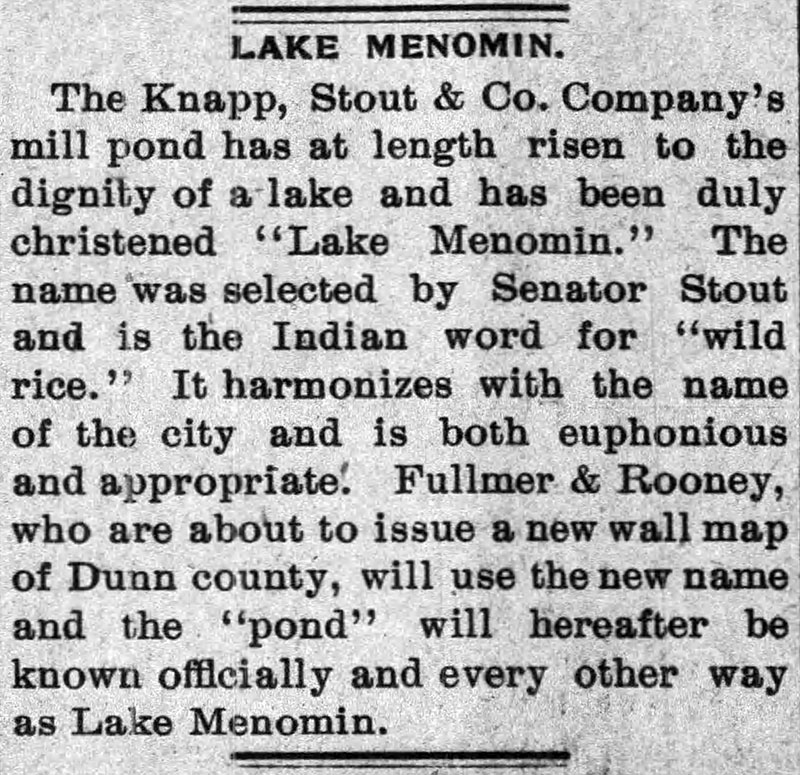 LAKE MENOMIN.
The Knapp, Stout & Co. Company's
mill pond has at length risen to the
dignity of a lake and has been duly
christened "Lake Menomin." The
name was selected by Senator Stout
and is the Indian word for "wild
rice." It harmonizes with the name
of the city and is both euphonious
and appropriate. Fullmer & Rooney,
who are about to issue a new wall map
of Dunn county, will use the new name
and the "pond" will hereafter be
known officially and every other way
as Lake Menomin.